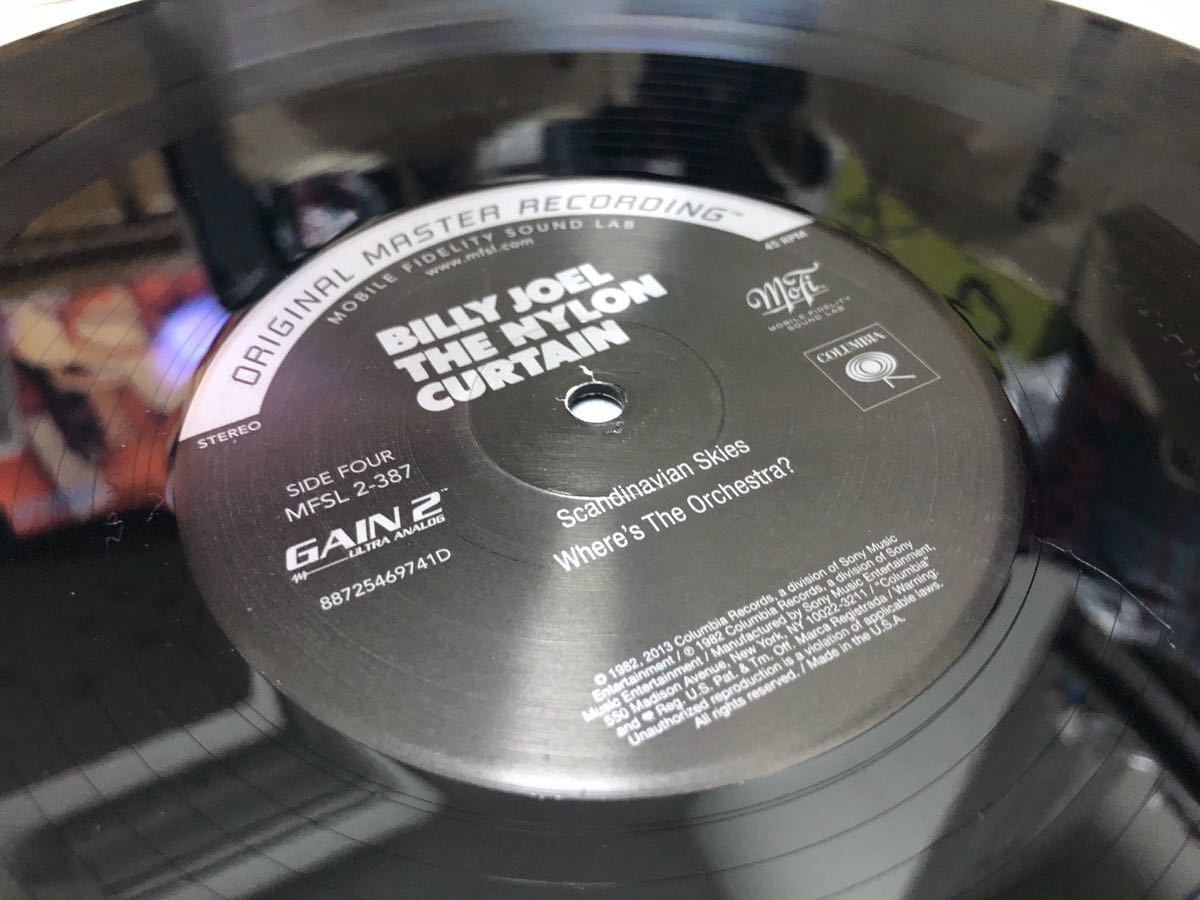 ORIGINAL MASTER RECORDING™
MOBILE FIDELITY SOUND LAB
www.mfsl.com
BILLY JOEL
THE NYLON
CURTAIN
45 RPM
MoFi
MOBILE FIDELITY
SOUND LAB
COLUMBIA
STEREO
SIDE FOUR
MFSL 2-387
GAIN 2™
ULTRA ANALOG
88725469741D
Scandinavian Skies
Where's The Orchestra?
© 1982, 2013 Columbia Records, a division of Sony Music
Entertainment / ℗ 1982 Columbia Records, a division of Sony
Music Entertainment / Manufactured by Sony Music Entertainment,
550 Madison Avenue, New York, NY 10022-3211 / "Columbia"
and Reg. U.S. Pat. & Tm. Off. Marca Registrada / Warning:
Unauthorized reproduction is a violation of applicable laws.
All rights reserved. / Made in the U.S.A.